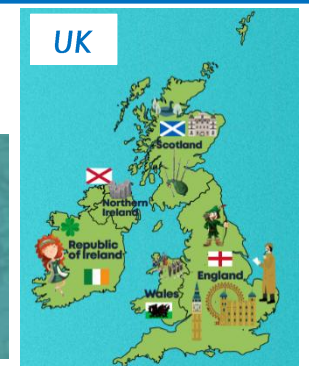 UK
Scotland
Northern
Ireland
Republic
of Ireland
England
Wales